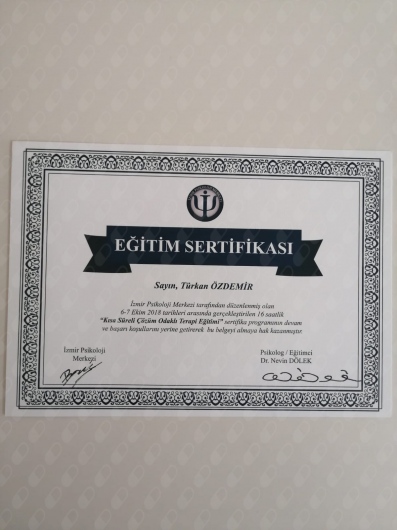 EĞİTİM SERTİFİKASI
Sayın, Türkan ÖZDEMİR
İzmir Psikoloji Merkezi tarafından düzenlenmiş olan
6-7 Ekim 2018 tarihleri arasında gerçekleştirilen 16 saatlik
"Kısa Süreli Çözüm Odaklı Terapi Eğitimi" sertifika programının devam
ve başarı koşullarını yerine getirerek bu belgeyi almaya hak kazanmıştır
İzmir Psikoloji
Merkezi
Psikolog / Eğitimci
Dr. Nevin DÖLEK